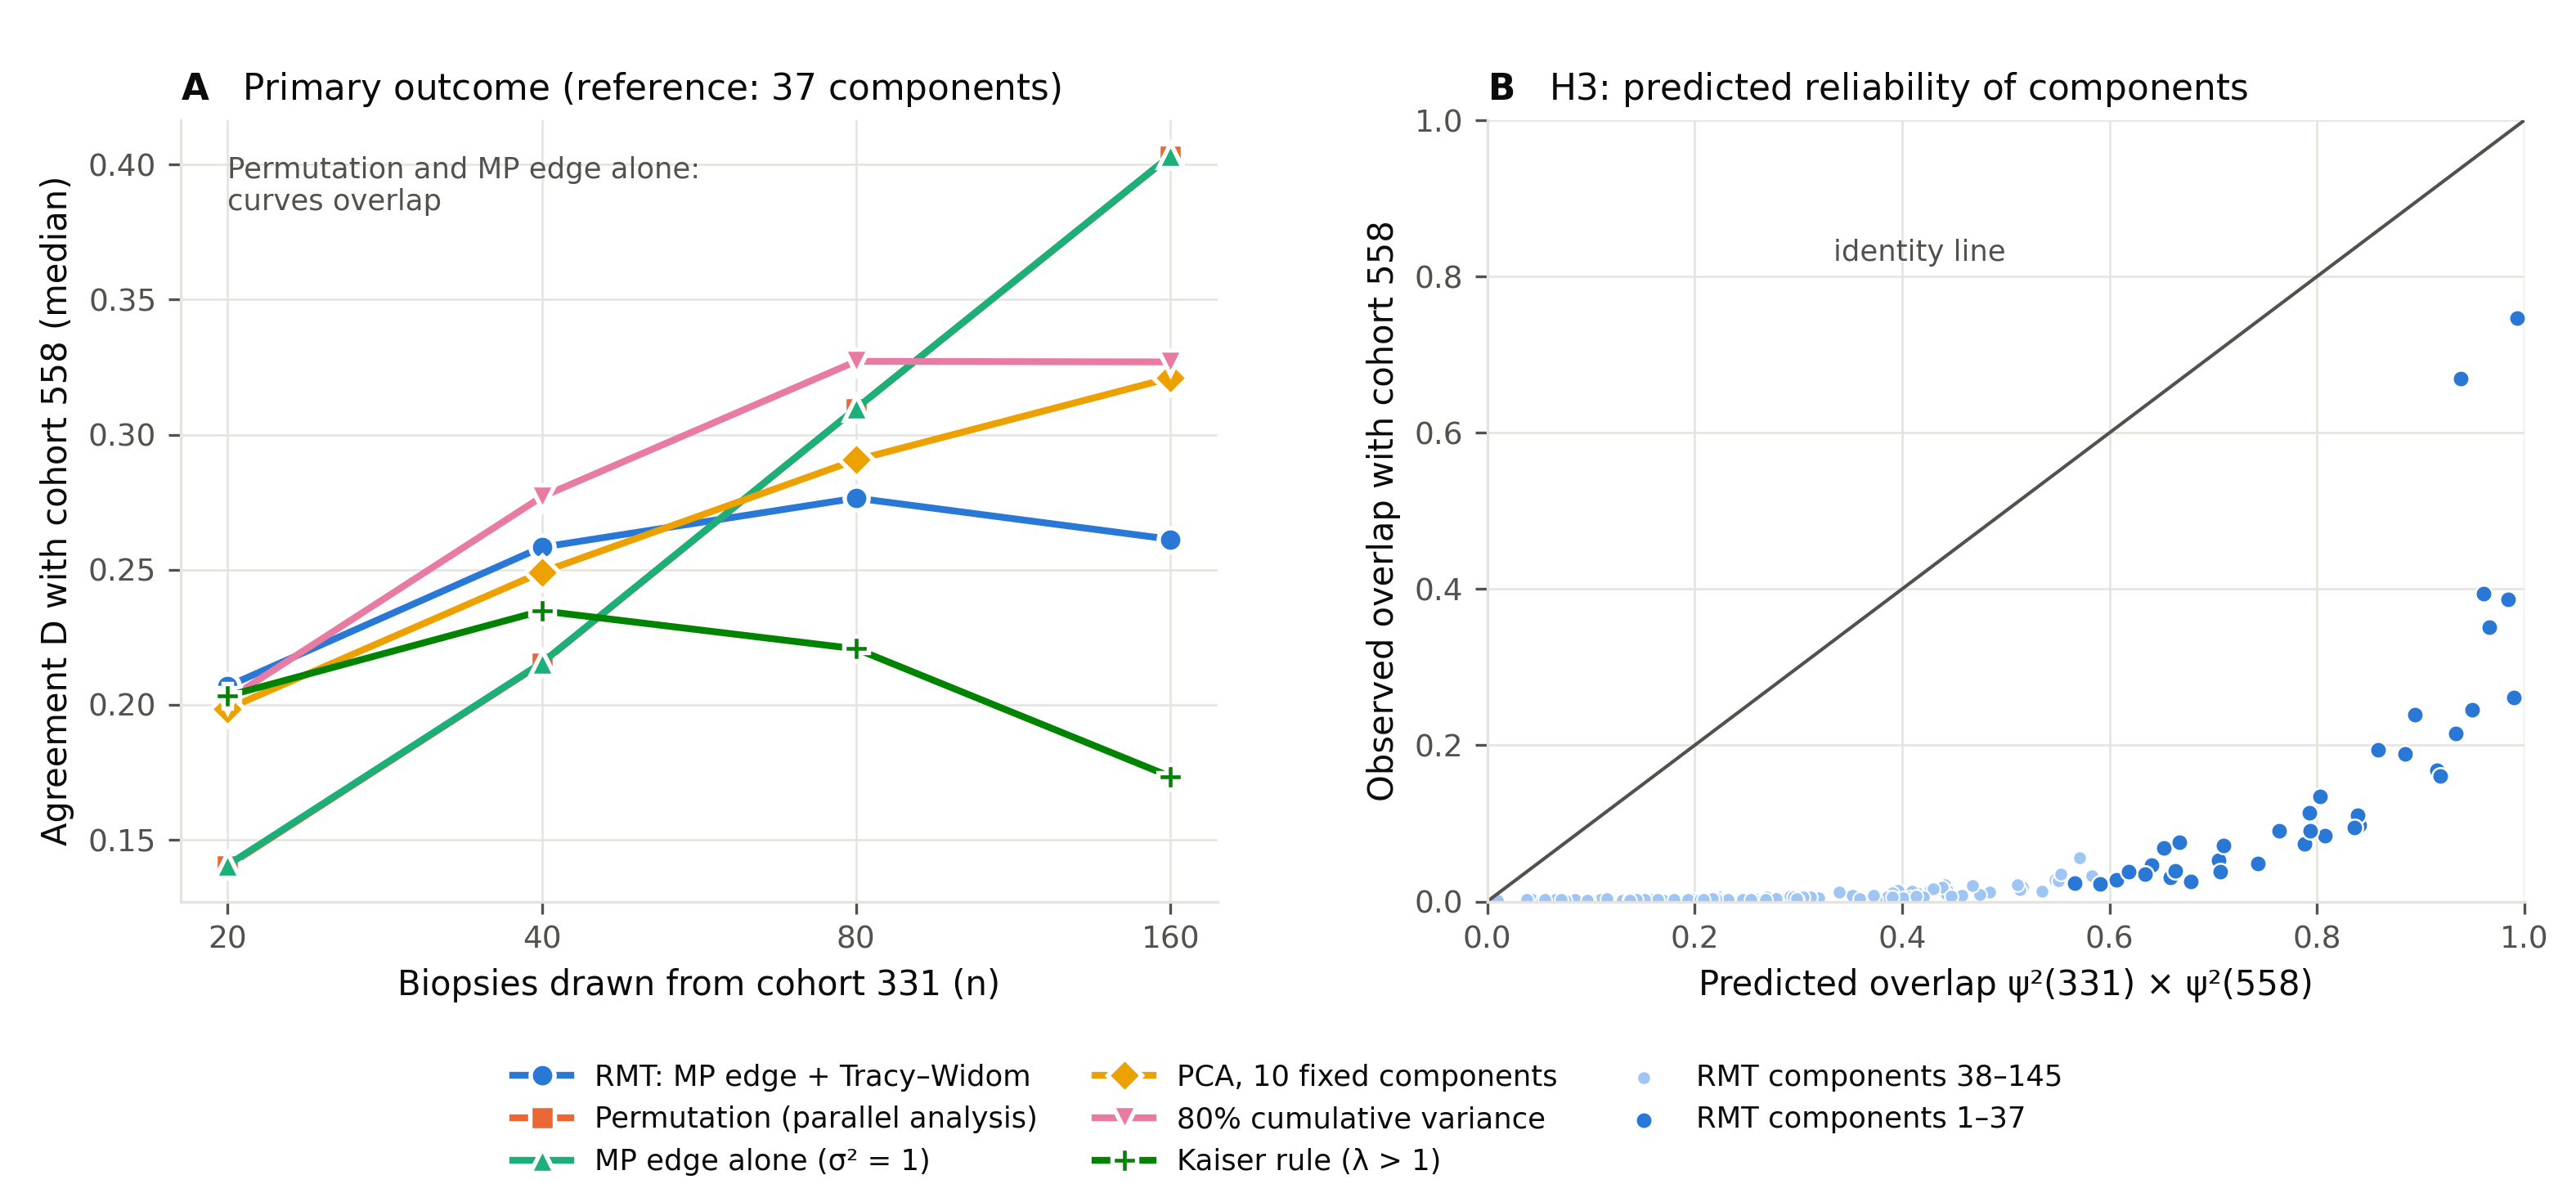 A Primary outcome (reference: 37 components)
Permutation and MP edge alone:
curves overlap
Agreement D with cohort 558 (median)
0.40
0.35
0.30
0.25
0.20
0.15
20 40 80 160
Biopsies drawn from cohort 331 (n)
B H3: predicted reliability of components
identity line
Observed overlap with cohort 558
1.0
0.8
0.6
0.4
0.2
0.0
0.0 0.2 0.4 0.6 0.8 1.0
Predicted overlap ψ²(331) × ψ²(558)
RMT: MP edge + Tracy–Widom
Permutation (parallel analysis)
MP edge alone (σ² = 1)
PCA, 10 fixed components
80% cumulative variance
Kaiser rule (λ > 1)
RMT components 38–145
RMT components 1–37